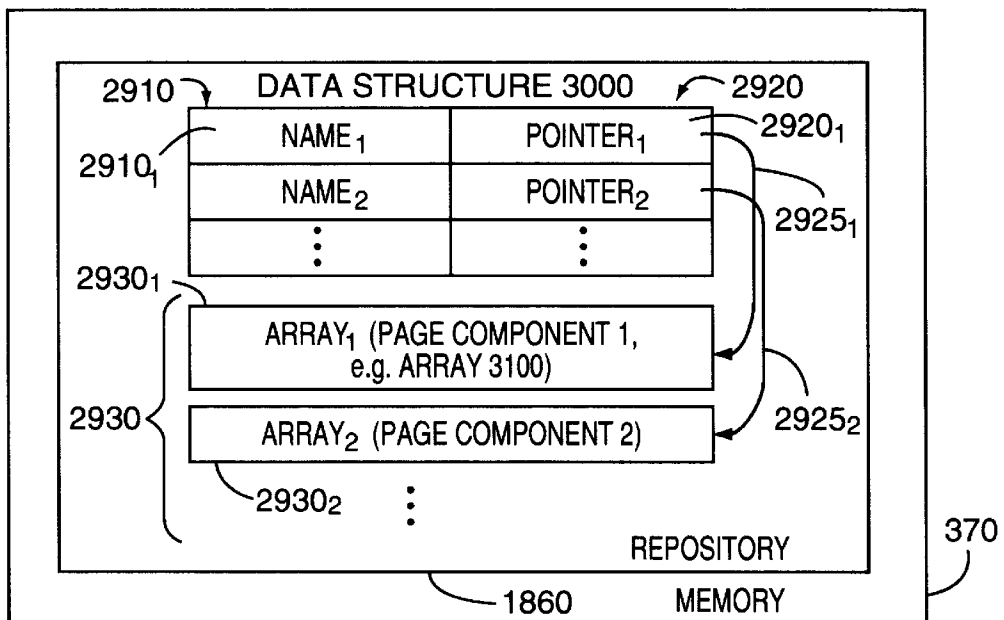 DATA STRUCTURE 3000
2910
2920
NAME₁
POINTER₁
2920₁
2910₁
NAME₂
POINTER₂
2925₁
2930₁
ARRAY₁ (PAGE COMPONENT 1,
e.g. ARRAY 3100)
2930
ARRAY₂ (PAGE COMPONENT 2)
2925₂
2930₂
REPOSITORY
370
1860
MEMORY